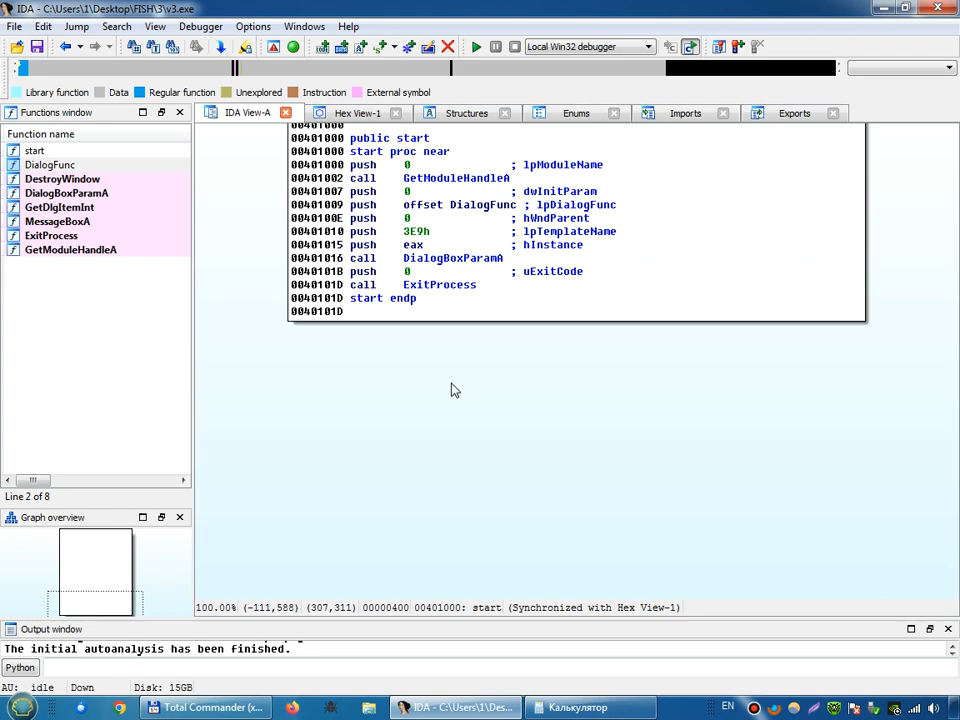 IDA - C:\Users\1\Desktop\FISH\3\v3.exe
File Edit Jump Search View Debugger Options Windows Help
Local Win32 debugger
Library function Data Regular function Unexplored Instruction External symbol
Functions window
IDA View-A Hex View-1 Structures Enums Imports Exports
Function name
start
DialogFunc
DestroyWindow
DialogBoxParamA
GetDlgItemInt
MessageBoxA
ExitProcess
GetModuleHandleA
Line 2 of 8
Graph overview
00401000
00401000 public start
00401000 start proc near
00401000 push 0 ; lpModuleName
00401002 call GetModuleHandleA
00401007 push 0 ; dwInitParam
00401009 push offset DialogFunc ; lpDialogFunc
0040100E push 0 ; hWndParent
00401010 push 3E9h ; lpTemplateName
00401015 push eax ; hInstance
00401016 call DialogBoxParamA
0040101B push 0 ; uExitCode
0040101D call ExitProcess
0040101D start endp
0040101D
100.00% (-111,588) (307,311) 00000400 00401000: start (Synchronized with Hex View-1)
Output window
The initial autoanalysis has been finished.
Python
AU: idle Down Disk: 15GB
Total Commander (x... IDA - C:\Users\1\Des... Калькулятор EN